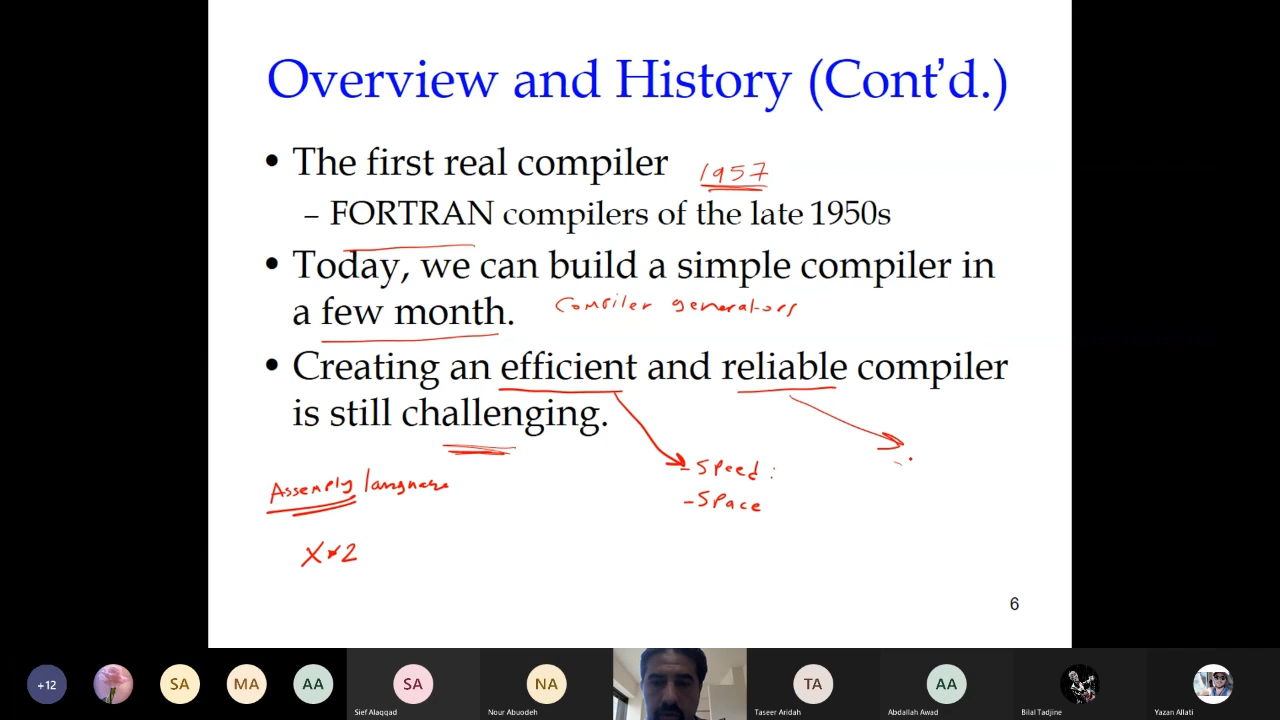 Overview and History (Cont'd.)
• The first real compiler
1957
– FORTRAN compilers of the late 1950s
• Today, we can build a simple compiler in
a few month.
Compiler generators
• Creating an efficient and reliable compiler
is still challenging.
- Speed :
- Space
Assembly language
X*2
6
+12
SA
MA
AA
SA
NA
TA
AA
Sief Alaqqad
Nour Abuodeh
Taseer Aridah
Abdallah Awad
Bilal Tadjine
Yazan Allati